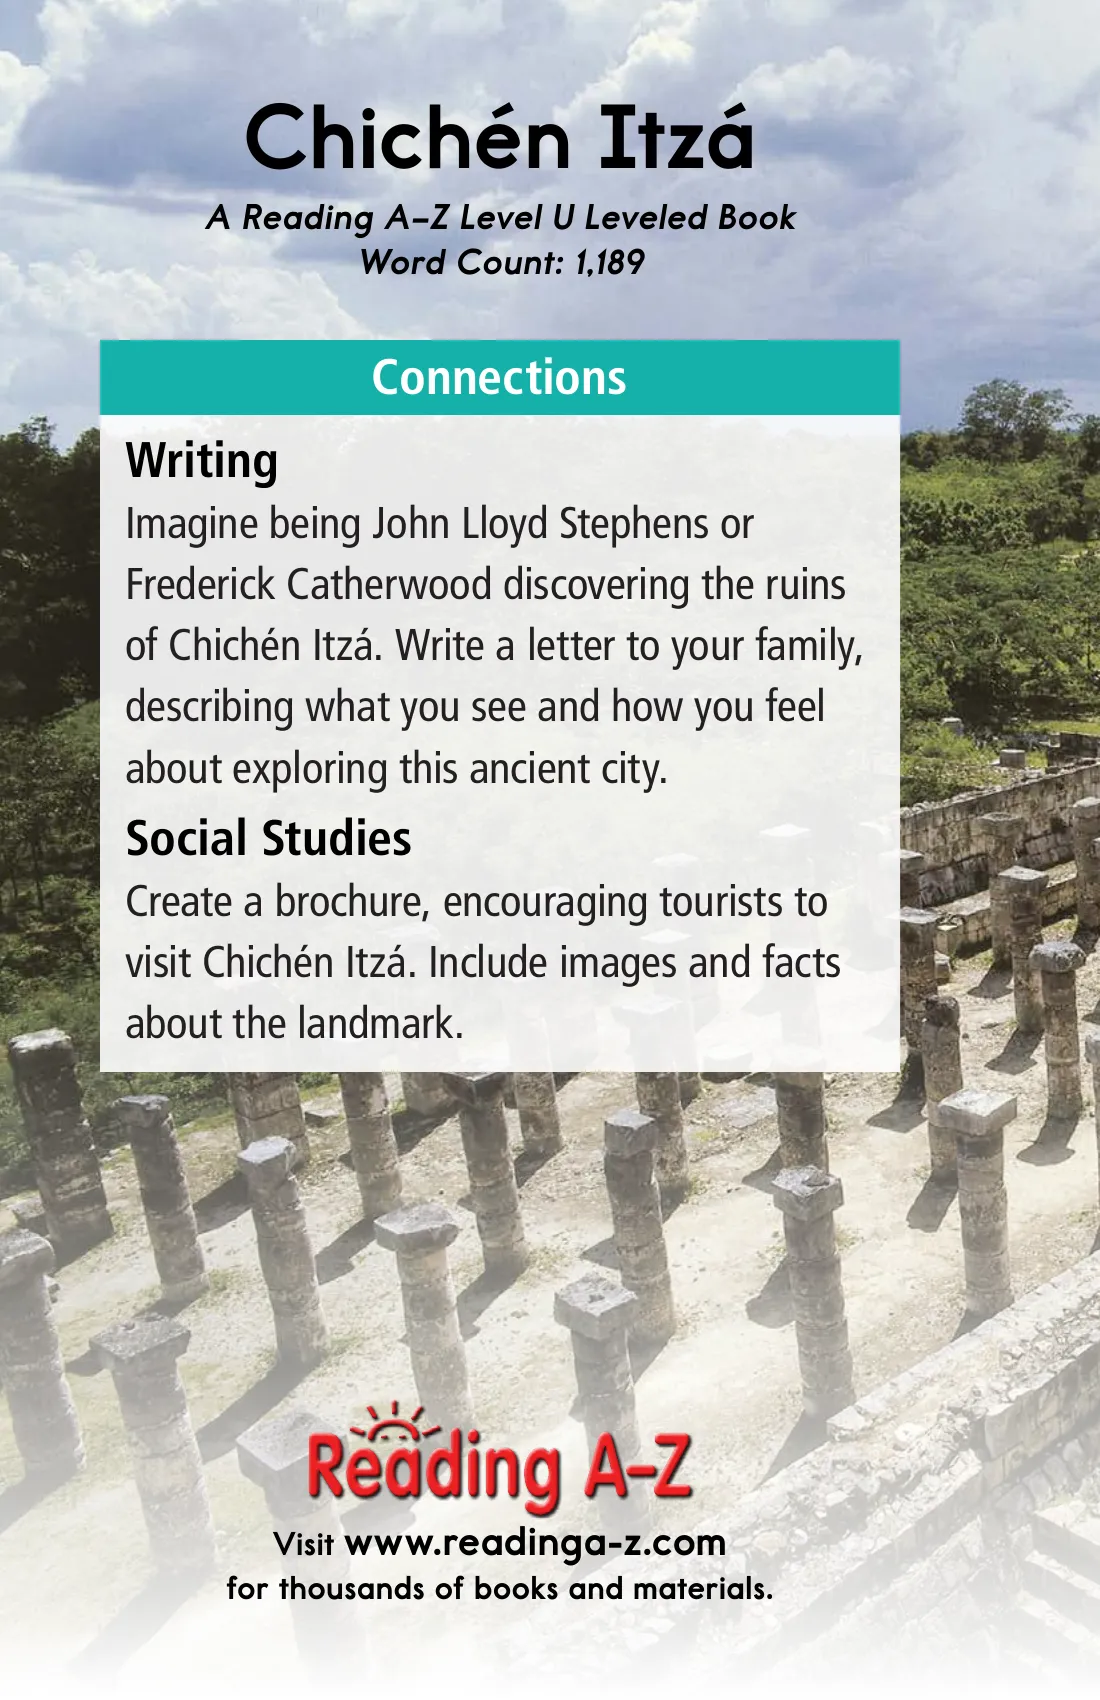 Chichén Itzá
A Reading A–Z Level U Leveled Book
Word Count: 1,189
Connections
Writing
Imagine being John Lloyd Stephens or
Frederick Catherwood discovering the ruins
of Chichén Itzá. Write a letter to your family,
describing what you see and how you feel
about exploring this ancient city.
Social Studies
Create a brochure, encouraging tourists to
visit Chichén Itzá. Include images and facts
about the landmark.
Reading A–Z
Visit www.readinga-z.com
for thousands of books and materials.